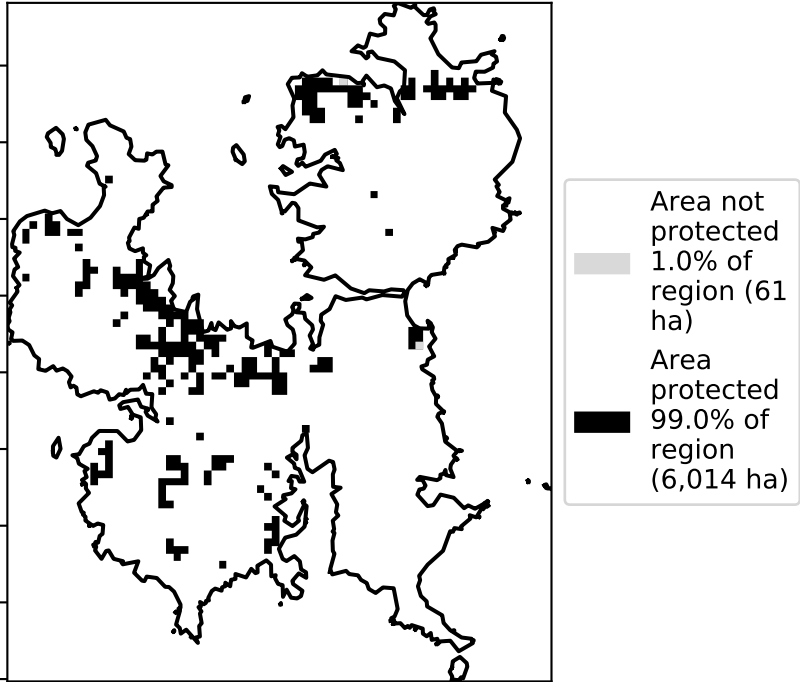 Area not
protected
1.0% of
region (61
ha)
Area
protected
99.0% of
region
(6,014 ha)